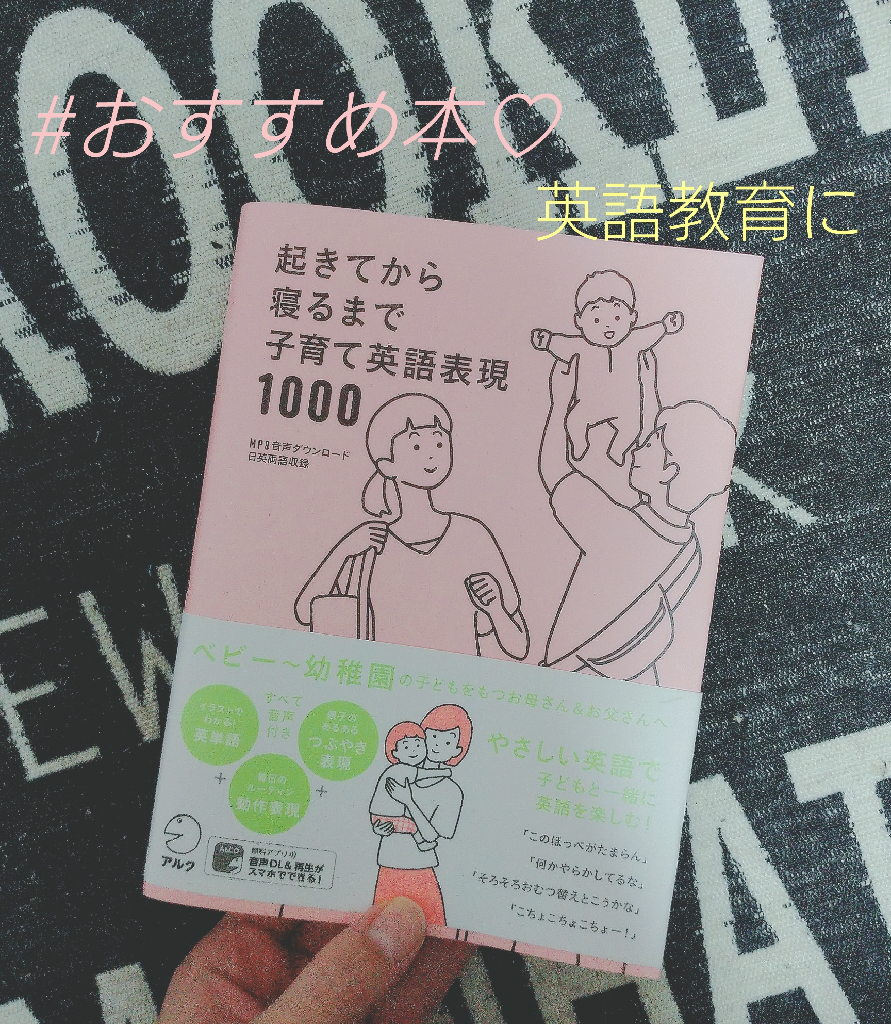 #おすすめ本♡
英語教育に
起きてから
寝るまで
子育て英語表現
1000
MP3音声ダウンロード
日英両語収録
ベビー~幼稚園の子どもをもつお母さん&お父さんへ
イラストで
わかる!
英単語
すべて
音声
付き
親子の
あるある
つぶやき
表現
+
毎日の
ルーティン
動作表現
+
やさしい英語で
子どもと一緒に
英語を楽しむ!
「このほっぺがたまらん」
「何かやらかしてるな」
「そろそろおむつ替えとこうかな」
「こちょこちょこちょー!」
アルク
無料アプリで
音声DL&再生が
スマホでできる!